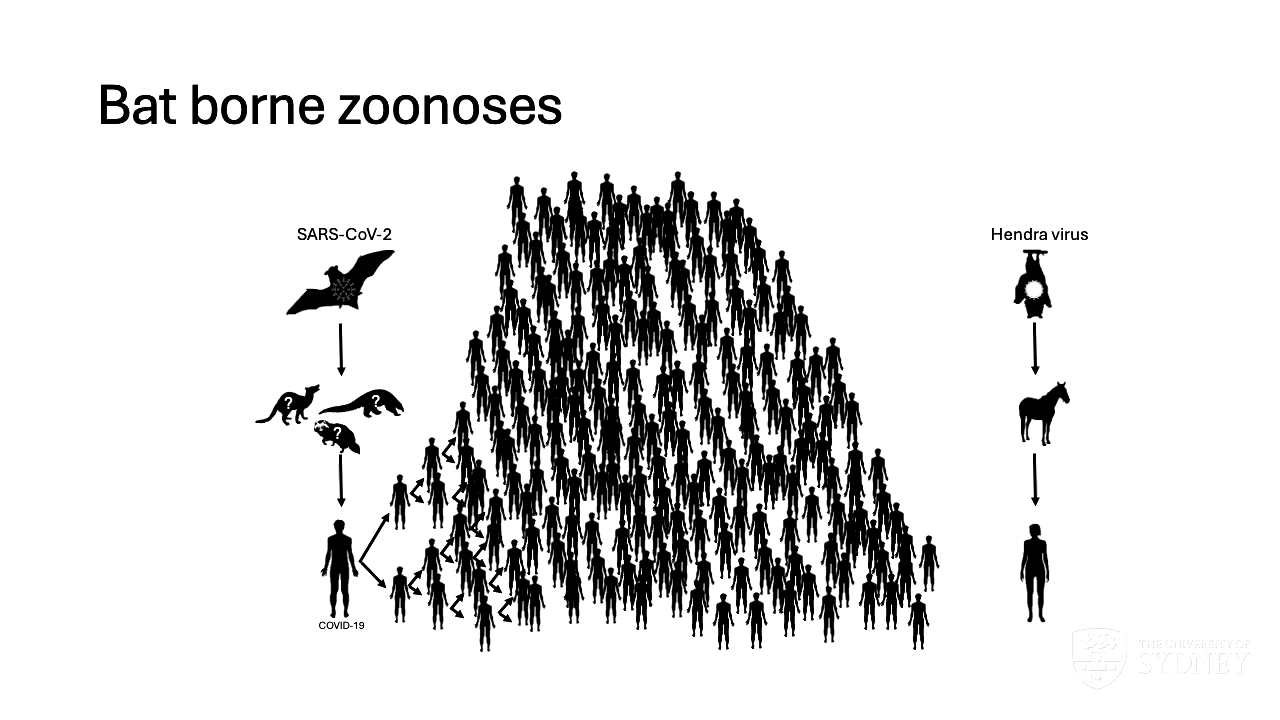 Bat borne zoonoses
SARS-CoV-2
Hendra virus
?
?
?
COVID-19
THE UNIVERSITY OF
SYDNEY